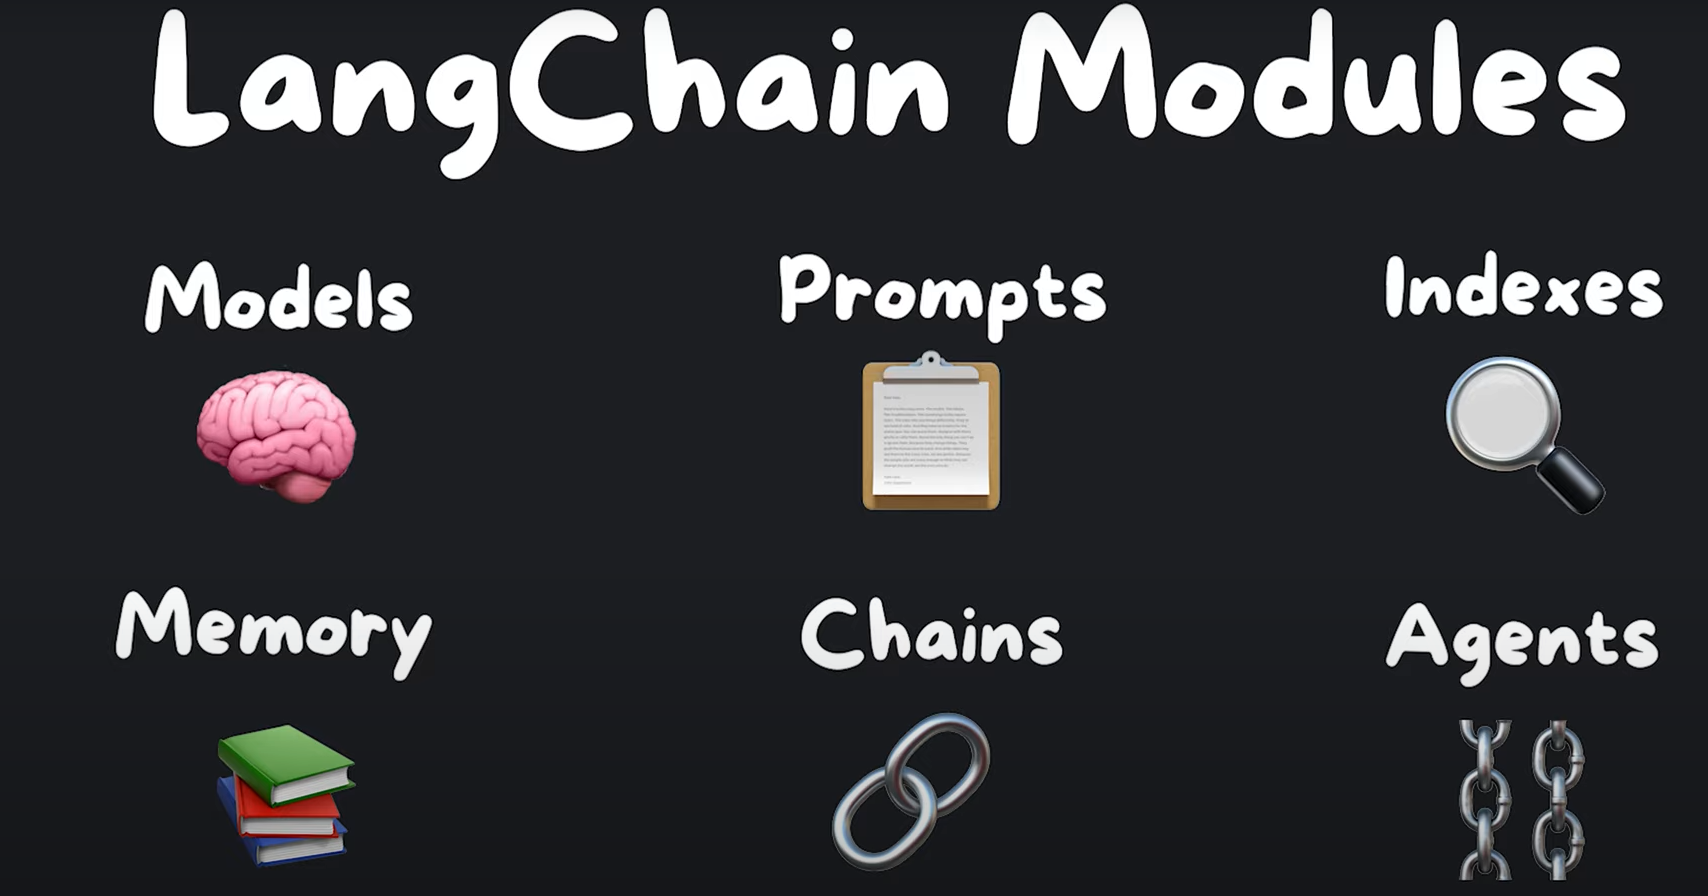 LangChain Modules
Models
Prompts
Indexes
Memory
Chains
Agents